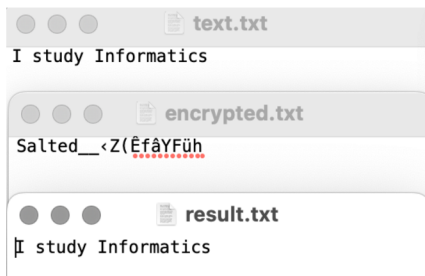 text.txt
I study Informatics
encrypted.txt
Salted__‹Z(ÊfâYFüh
result.txt
I study Informatics